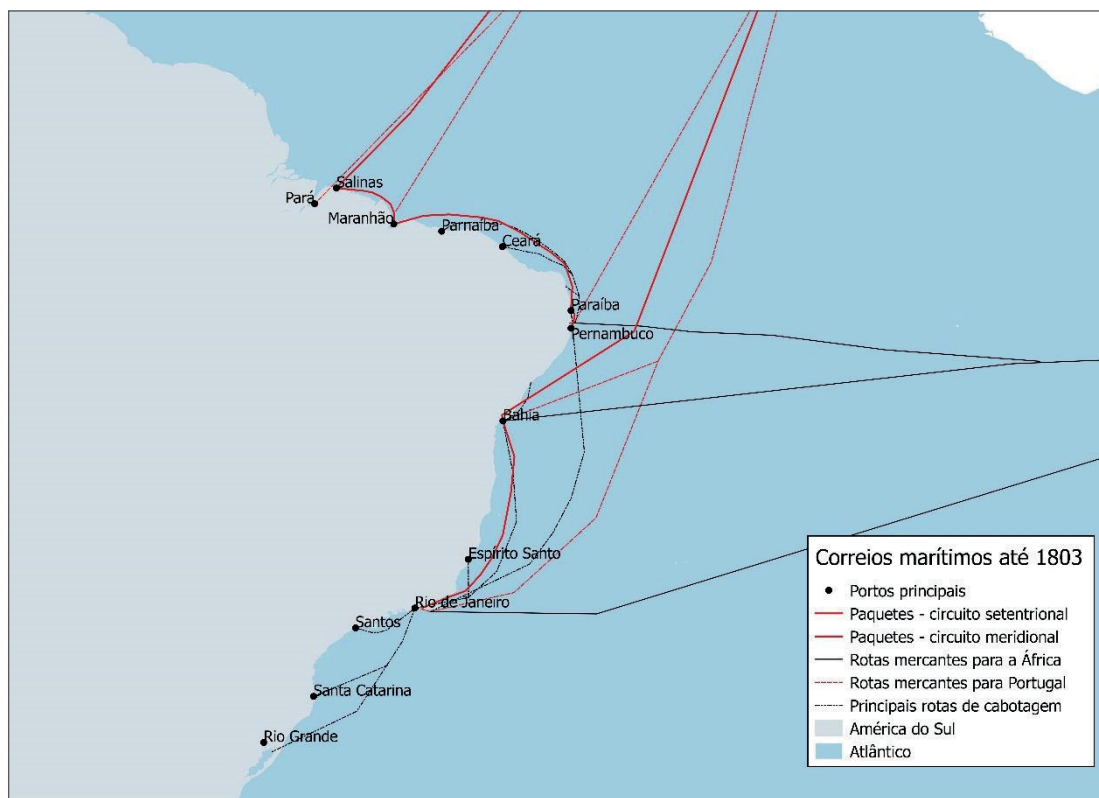 Salinas
Pará
Maranhão
Parnaíba
Ceará
Paraíba
Pernambuco
Bahia
Espírito Santo
Rio de Janeiro
Santos
Santa Catarina
Rio Grande
Correios marítimos até 1803
Portos principais
Paquetes - circuito setentrional
Paquetes - circuito meridional
Rotas mercantes para a África
Rotas mercantes para Portugal
Principais rotas de cabotagem
América do Sul
Atlântico